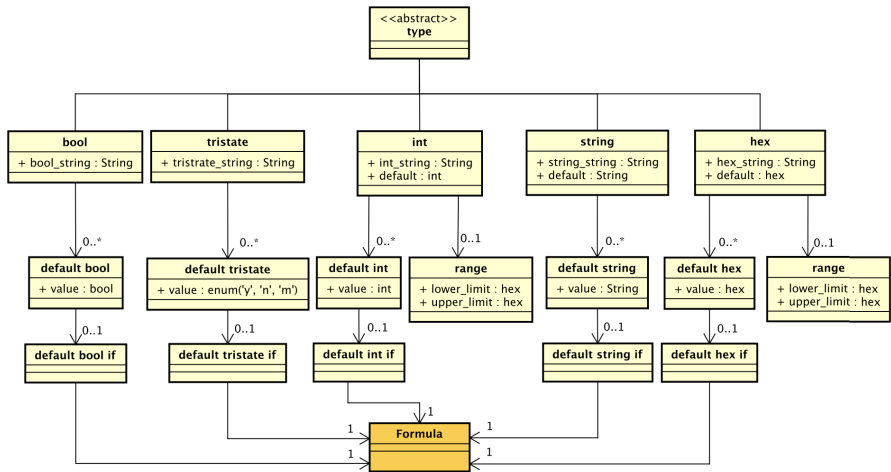 <<abstract>>
type
bool
+ bool_string : String
tristate
+ tristrate_string : String
int
+ int_string : String
+ default : int
string
+ string_string : String
+ default : String
hex
+ hex_string : String
+ default : hex
0..*
0..*
0..*
0..1
0..*
0..*
0..1
default bool
+ value : bool
default tristate
+ value : enum('y', 'n', 'm')
default int
+ value : int
range
+ lower_limit : hex
+ upper_limit : hex
default string
+ value : String
default hex
+ value : hex
range
+ lower_limit : hex
+ upper_limit : hex
0..1
0..1
0..1
0..1
0..1
default bool if
default tristate if
default int if
default string if
default hex if
1
1
1
1
1
Formula